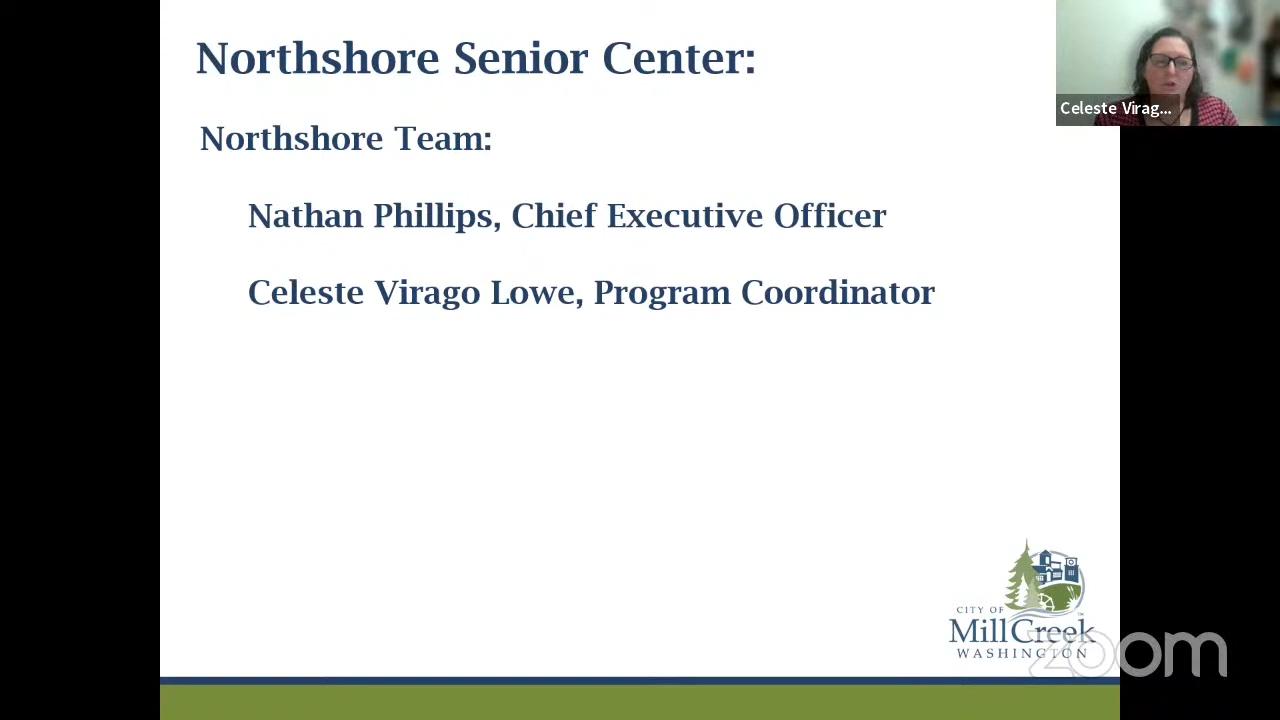 Northshore Senior Center:
Celeste Virag...
Northshore Team:
Nathan Phillips, Chief Executive Officer
Celeste Virago Lowe, Program Coordinator
CITY OF
Mill Creek
WASHINGTON
zoom